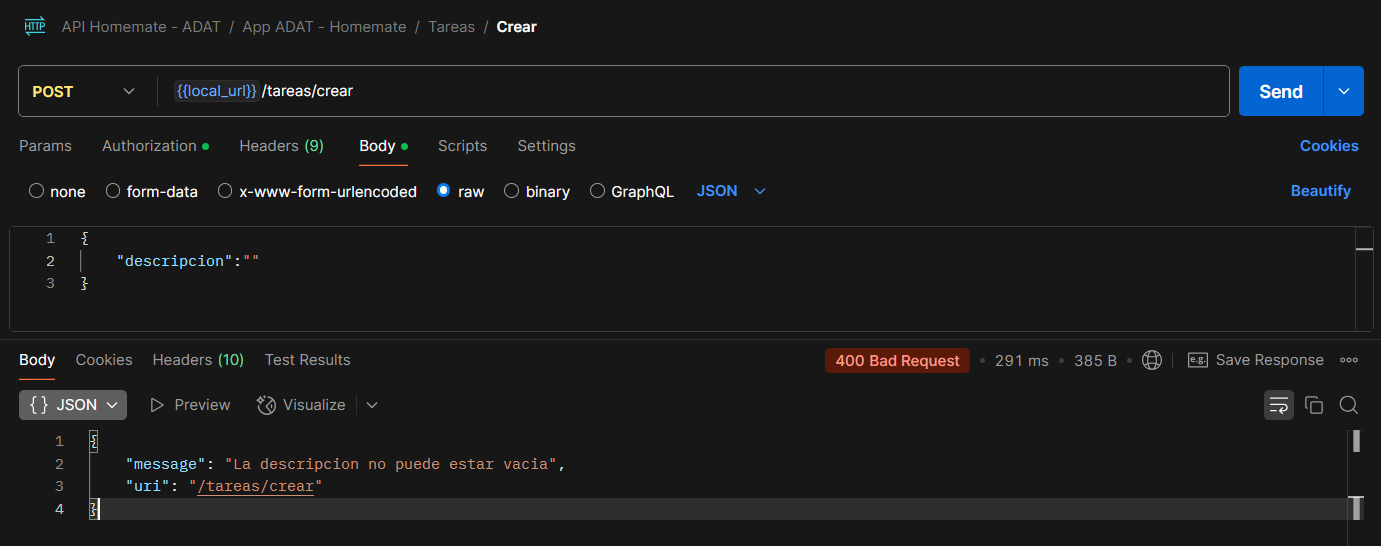 HTTP API Homemate - ADAT / App ADAT - Homemate / Tareas / Crear
POST {{local_url}}/tareas/crear Send
Params Authorization Headers (9) Body Scripts Settings Cookies
none form-data x-www-form-urlencoded raw binary GraphQL JSON Beautify
1 {
2 "descripcion":""
3 }
Body Cookies Headers (10) Test Results 400 Bad Request • 291 ms • 385 B • e.g. Save Response
{} JSON Preview Visualize
1 {
2 "message": "La descripcion no puede estar vacia",
3 "uri": "/tareas/crear"
4 }